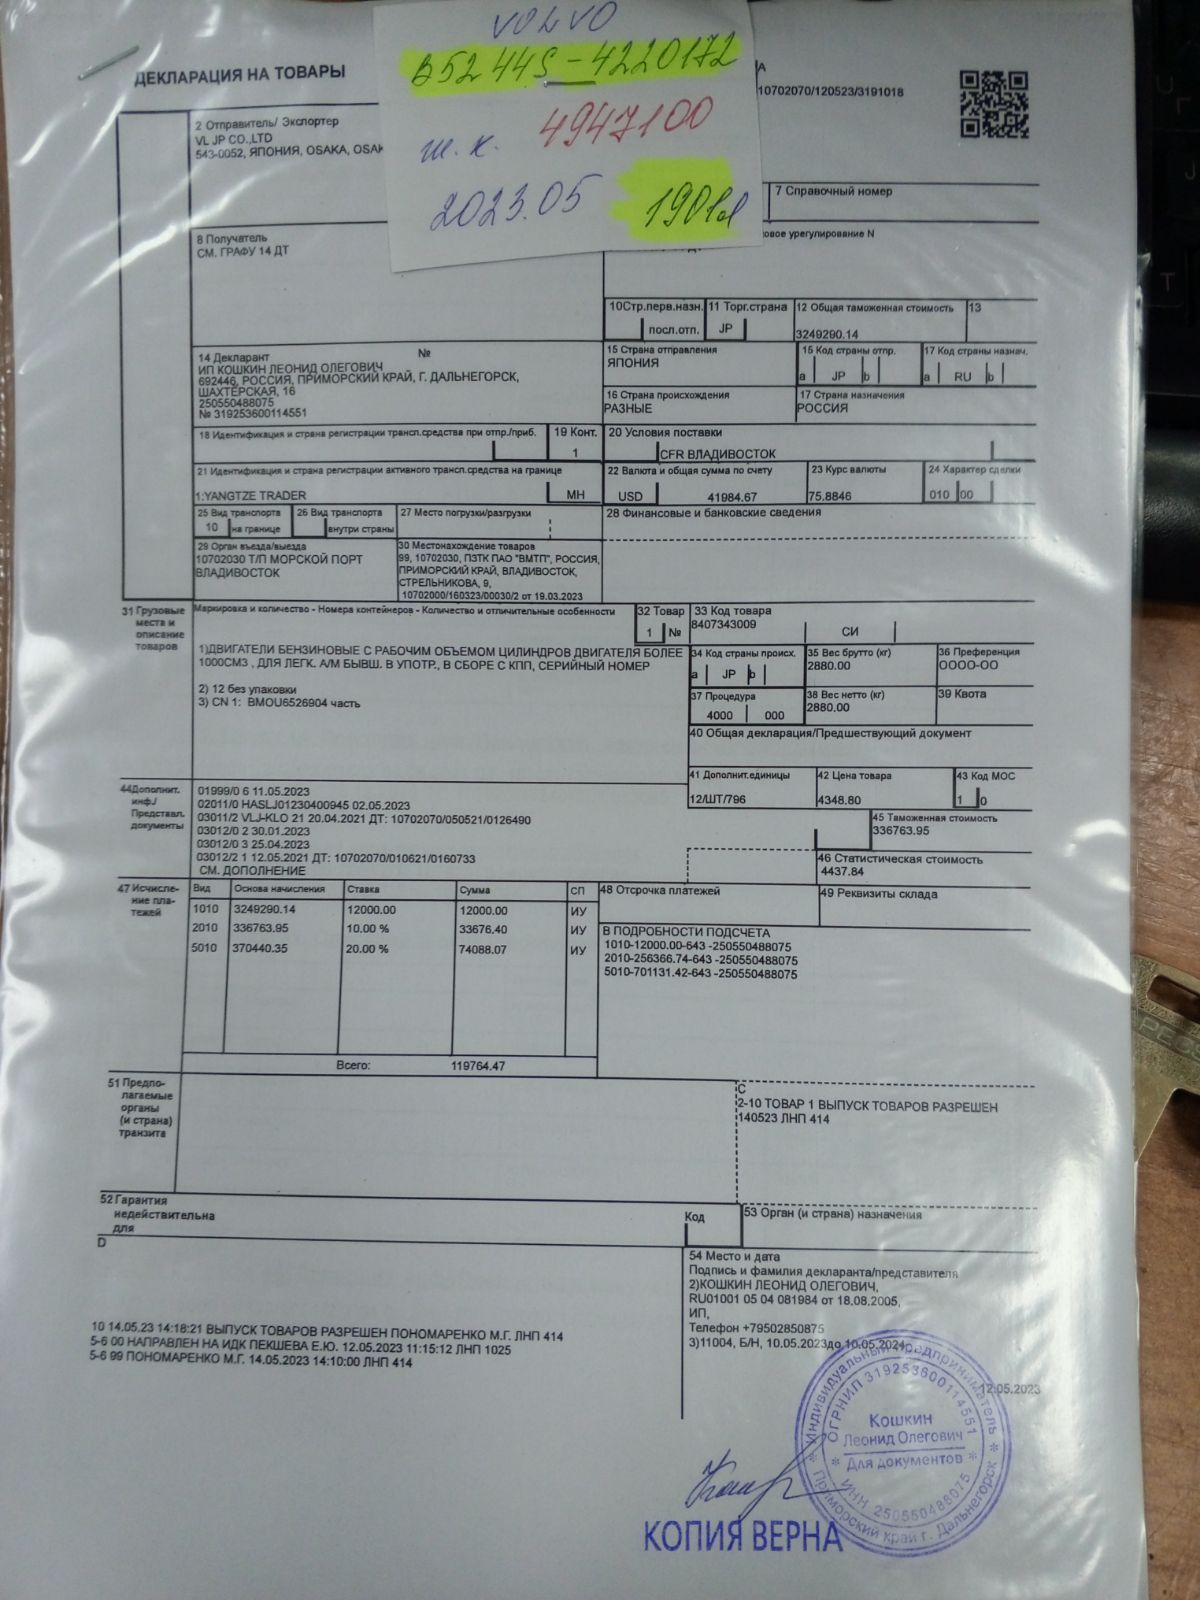 VOLVO
B5244S-4220172
ш.к. 4947100
2023.05 1901
ДЕКЛАРАЦИЯ НА ТОВАРЫ
А
10702070/120523/3191018
2 Отправитель/ Экспортер
VL JP CO.,LTD
543-0052, ЯПОНИЯ, OSAKA,
7 Справочный номер
8 Получатель
СМ. ГРАФУ 14 ДТ
овое урегулирование N
10Стр.перв.назн.
посл.отп.
11 Торг.страна
JP
12 Общая таможенная стоимость
3249290.14
13
14 Декларант №
ИП КОШКИН ЛЕОНИД ОЛЕГОВИЧ
692446, РОССИЯ, ПРИМОРСКИЙ КРАЙ, Г. ДАЛЬНЕГОРСК,
ШАХТЕРСКАЯ, 16
250550488075
№ 319253600114551
15 Страна отправления
ЯПОНИЯ
15 Код страны отпр.
a JP b
17 Код страны назнач.
a RU b
16 Страна происхождения
РАЗНЫЕ
17 Страна назначения
РОССИЯ
18 Идентификация и страна регистрации трансп.средства при отпр./приб.
19 Конт.
1
20 Условия поставки
CFR ВЛАДИВОСТОК
21 Идентификация и страна регистрации активного трансп.средства на границе
1:YANGTZE TRADER
MH
22 Валюта и общая сумма по счету
USD 41984.67
23 Курс валюты
75.8846
24 Характер сделки
010 00
25 Вид транспорта
10 на границе
26 Вид транспорта
внутри страны
27 Место погрузки/разгрузки
28 Финансовые и банковские сведения
29 Орган въезда/выезда
10702030 Т/П МОРСКОЙ ПОРТ
ВЛАДИВОСТОК
30 Местонахождение товаров
99, 10702030, ПЗТК ПАО "ВМТП", РОССИЯ,
ПРИМОРСКИЙ КРАЙ, ВЛАДИВОСТОК,
СТРЕЛЬНИКОВА, 9,
10702000/160323/00030/2 от 19.03.2023
31 Грузовые
места и
описание
товаров
Маркировка и количество - Номера контейнеров - Количество и отличительные особенности
1)ДВИГАТЕЛИ БЕНЗИНОВЫЕ С РАБОЧИМ ОБЪЕМОМ ЦИЛИНДРОВ ДВИГАТЕЛЯ БОЛЕЕ
1000СМ3 , ДЛЯ ЛЕГК. А/М БЫВШ. В УПОТР., В СБОРЕ С КПП, СЕРИЙНЫЙ НОМЕР
2) 12 без упаковки
3) CN 1: BMOU6526904 часть
32 Товар
1 №
33 Код товара
8407343009
СИ
34 Код страны происх.
a JP b
35 Вес брутто (кг)
2880.00
36 Преференция
ОООО-ОО
37 Процедура
4000 000
38 Вес нетто (кг)
2880.00
39 Квота
40 Общая декларация/Предшествующий документ
41 Дополнит.единицы
12/ШТ/796
42 Цена товара
4348.80
43 Код МОС
1 0
44Дополнит.
инф./
Представл.
документы
01999/0 6 11.05.2023
02011/0 HASLJ01230400945 02.05.2023
03011/2 VLJ-KLO 21 20.04.2021 ДТ: 10702070/050521/0126490
03012/0 2 30.01.2023
03012/0 3 25.04.2023
03012/2 1 12.05.2021 ДТ: 10702070/010621/0160733
СМ. ДОПОЛНЕНИЕ
45 Таможенная стоимость
336763.95
46 Статистическая стоимость
4437.84
47 Исчисле-
ние пла-
тежей
Вид Основа начисления Ставка Сумма СП
1010 3249290.14 12000.00 12000.00 ИУ
2010 336763.95 10.00 % 33676.40 ИУ
5010 370440.35 20.00 % 74088.07 ИУ
Всего: 119764.47
48 Отсрочка платежей
49 Реквизиты склада
В ПОДРОБНОСТИ ПОДСЧЕТА
1010-12000.00-643 -250550488075
2010-256366.74-643 -250550488075
5010-701131.42-643 -250550488075
51 Предпо-
лагаемые
органы
(и страна)
транзита
С
2-10 ТОВАР 1 ВЫПУСК ТОВАРОВ РАЗРЕШЕН
140523 ЛНП 414
52 Гарантия
недействительна
для
Код
53 Орган (и страна) назначения
D
54 Место и дата
Подпись и фамилия декларанта/представителя
2)КОШКИН ЛЕОНИД ОЛЕГОВИЧ,
RU01001 05 04 081984 от 18.08.2005,
ИП,
Телефон +79502850875
3)11004, Б/Н, 10.05.2023до 10.05.2024
12.05.2023
10 14.05.23 14:18:21 ВЫПУСК ТОВАРОВ РАЗРЕШЕН ПОНОМАРЕНКО М.Г. ЛНП 414
5-6 00 НАПРАВЛЕН НА ИДК ПЕКШЕВА Е.Ю. 12.05.2023 11:15:12 ЛНП 1025
5-6 99 ПОНОМАРЕНКО М.Г. 14.05.2023 14:10:00 ЛНП 414
Индивидуальный предприниматель
ОГРНИП 319253600114551
Кошкин
Леонид Олегович
Для документов
ИНН 250550488075
Приморский край г. Дальнегорск
КОПИЯ ВЕРНА